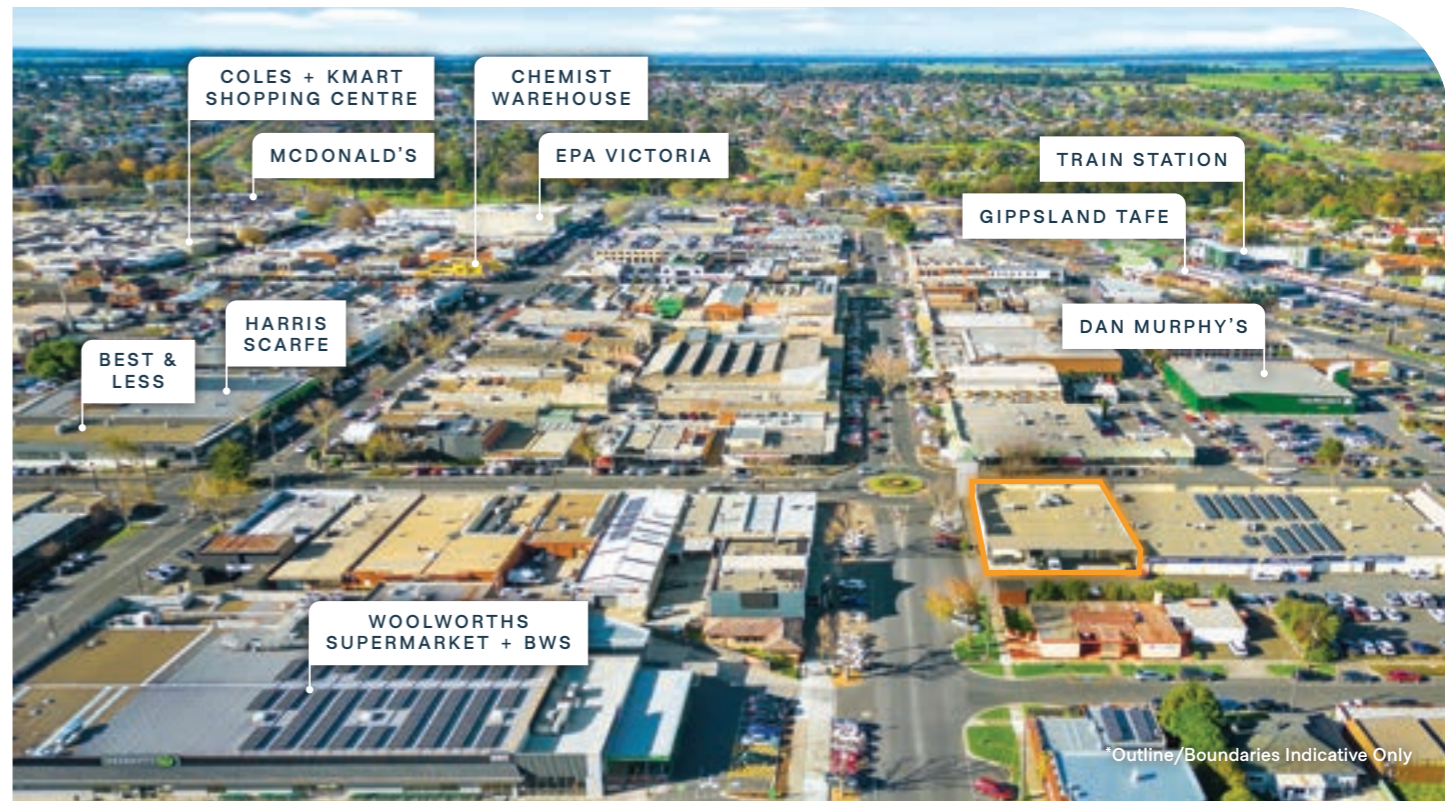 COLES + KMART
SHOPPING CENTRE
CHEMIST
WAREHOUSE
MCDONALD'S
EPA VICTORIA
TRAIN STATION
GIPPSLAND TAFE
HARRIS
SCARFE
DAN MURPHY'S
BEST &
LESS
WOOLWORTHS
SUPERMARKET + BWS
*Outline/Boundaries Indicative Only